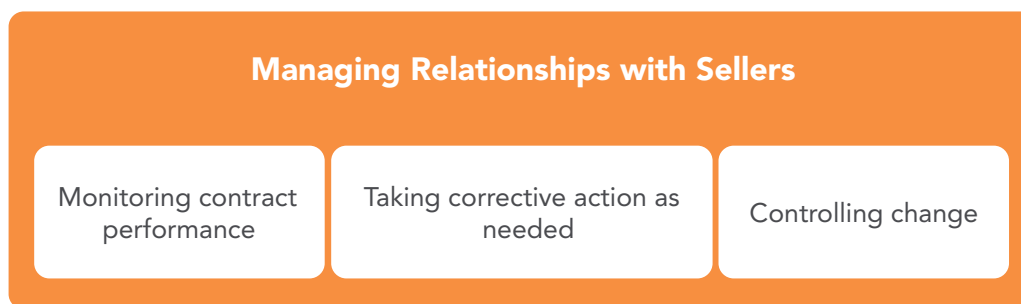 Managing Relationships with Sellers
Monitoring contract
performance
Taking corrective action as
needed
Controlling change